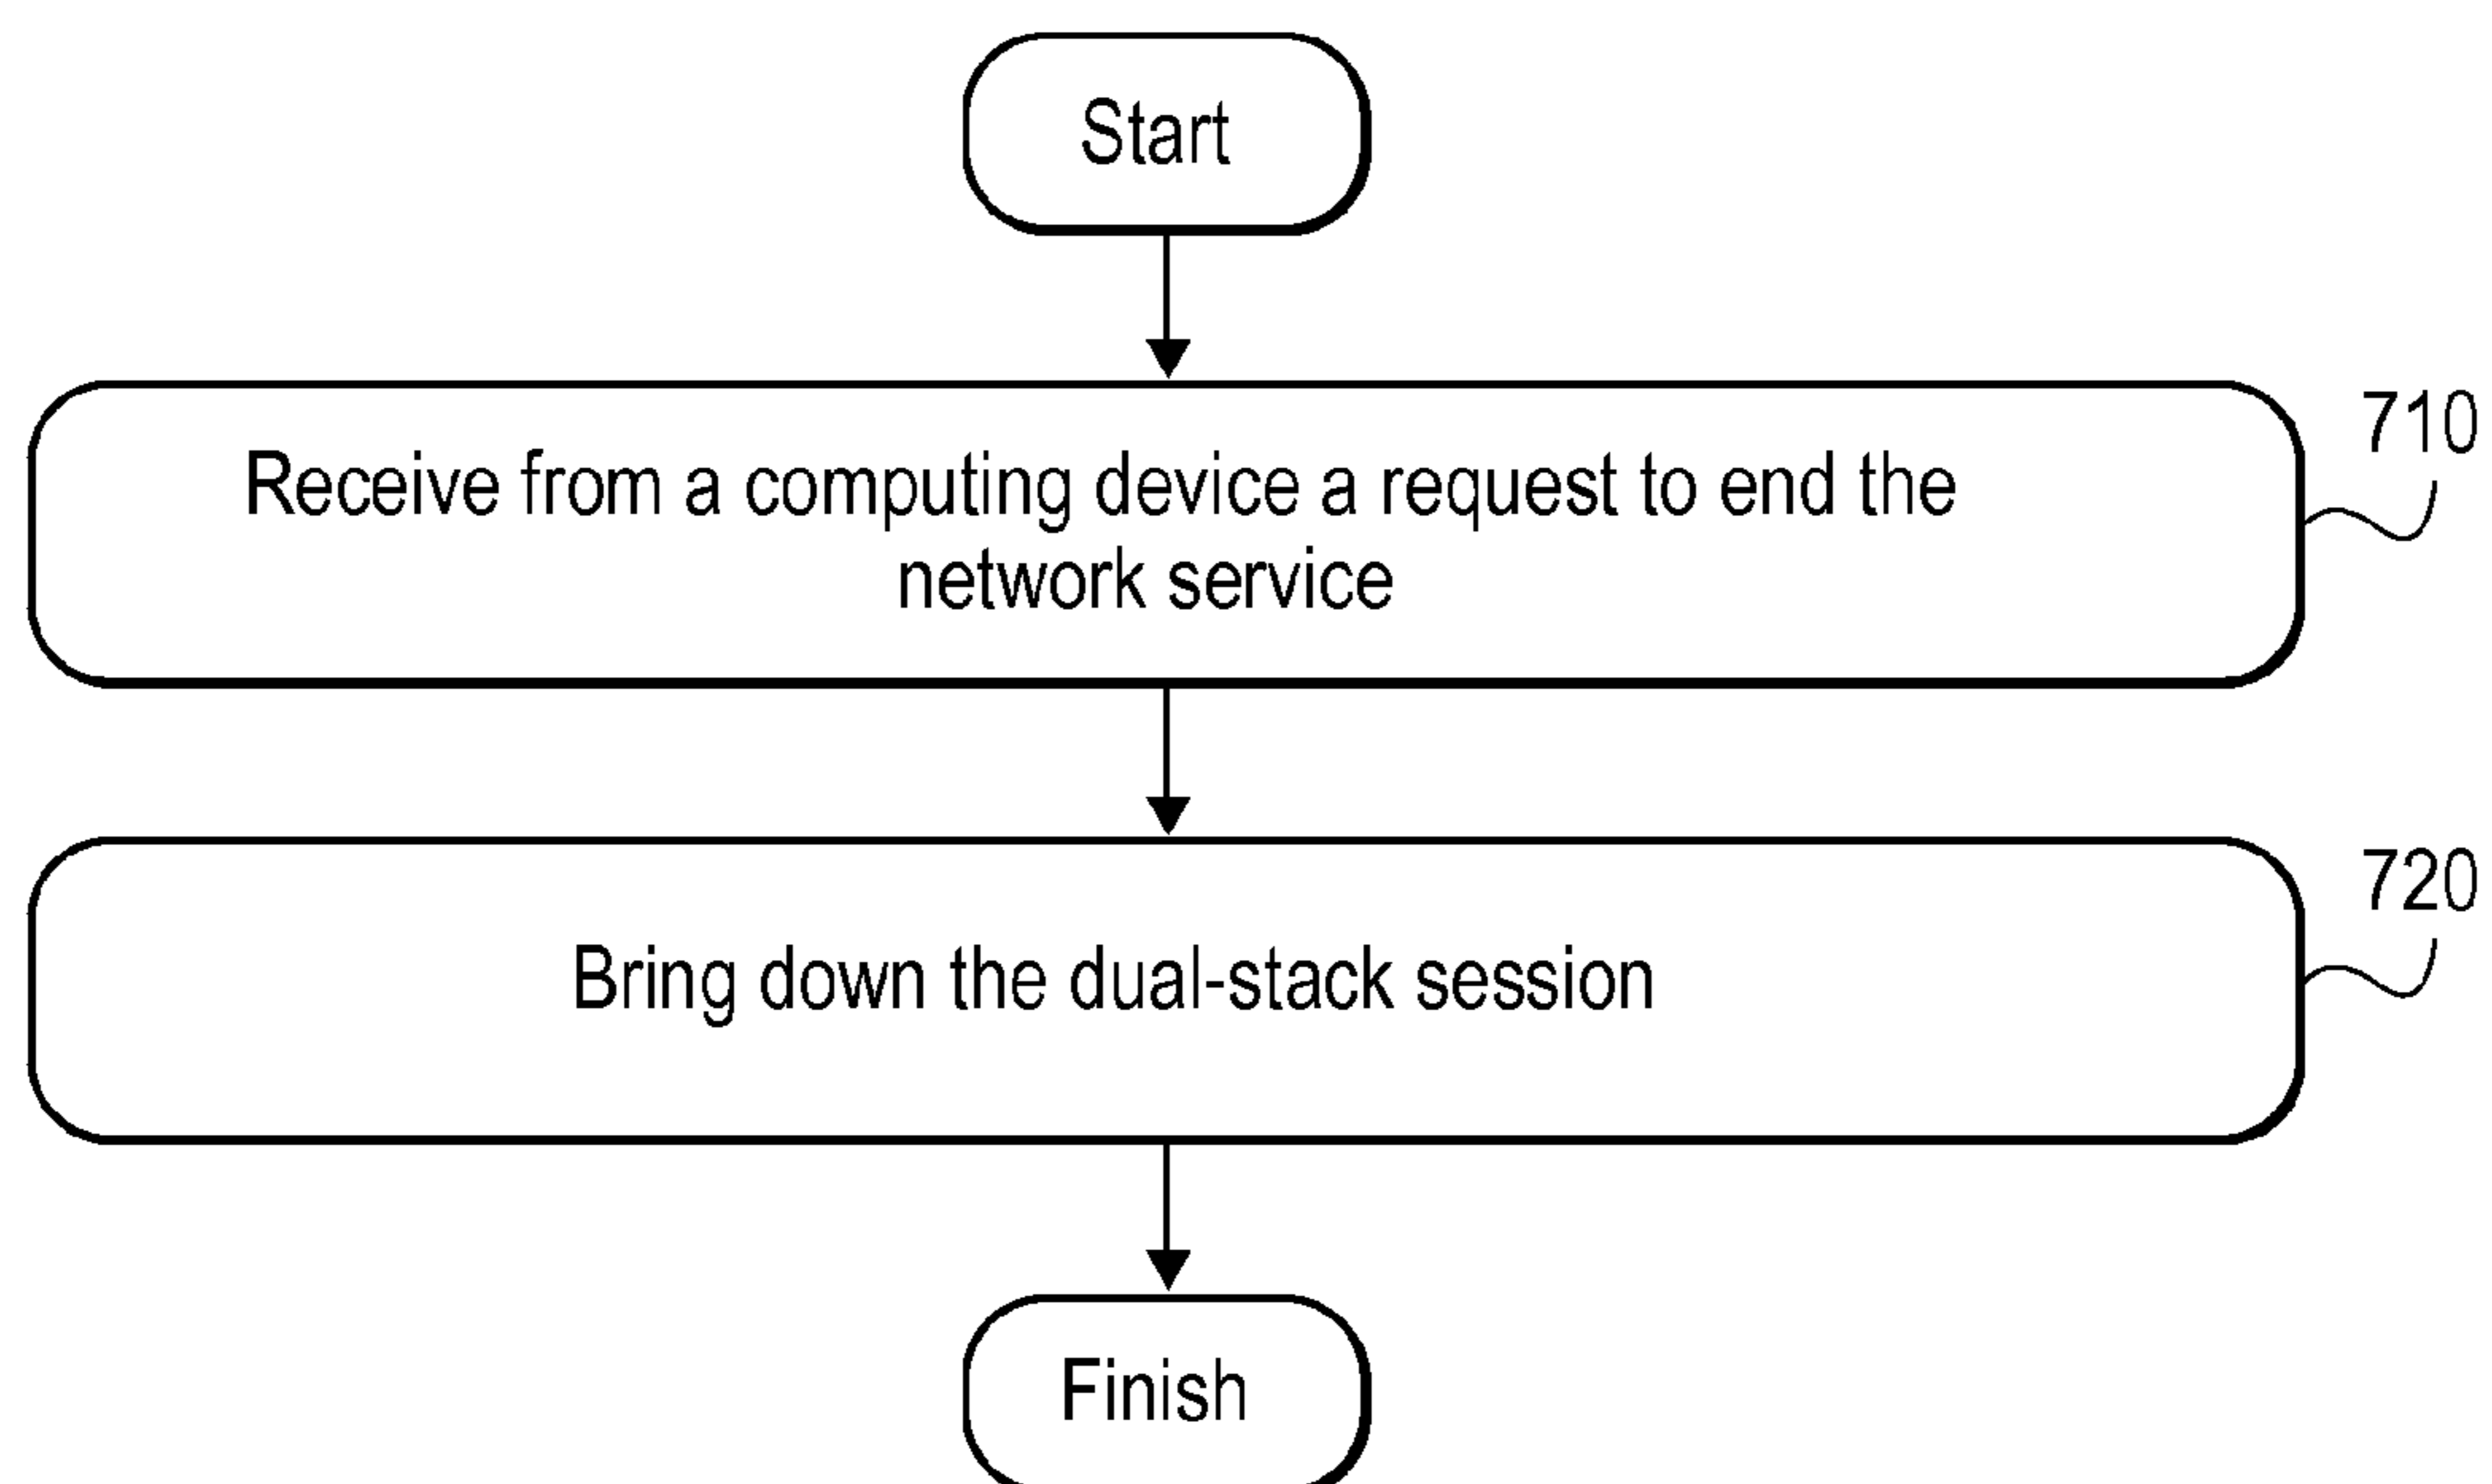 Start
710
Receive from a computing device a request to end the
network service
720
Bring down the dual-stack session
Finish